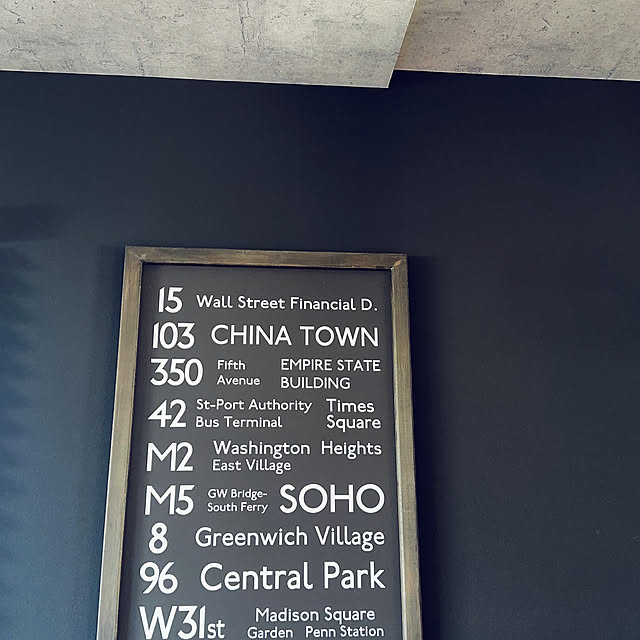 15 Wall Street Financial D.
103 CHINA TOWN
350 Fifth Avenue EMPIRE STATE BUILDING
42 St-Port Authority Bus Terminal Times Square
M2 Washington Heights East Village
M5 GW Bridge- South Ferry SOHO
8 Greenwich Village
96 Central Park
W31st Madison Square Garden Penn Station